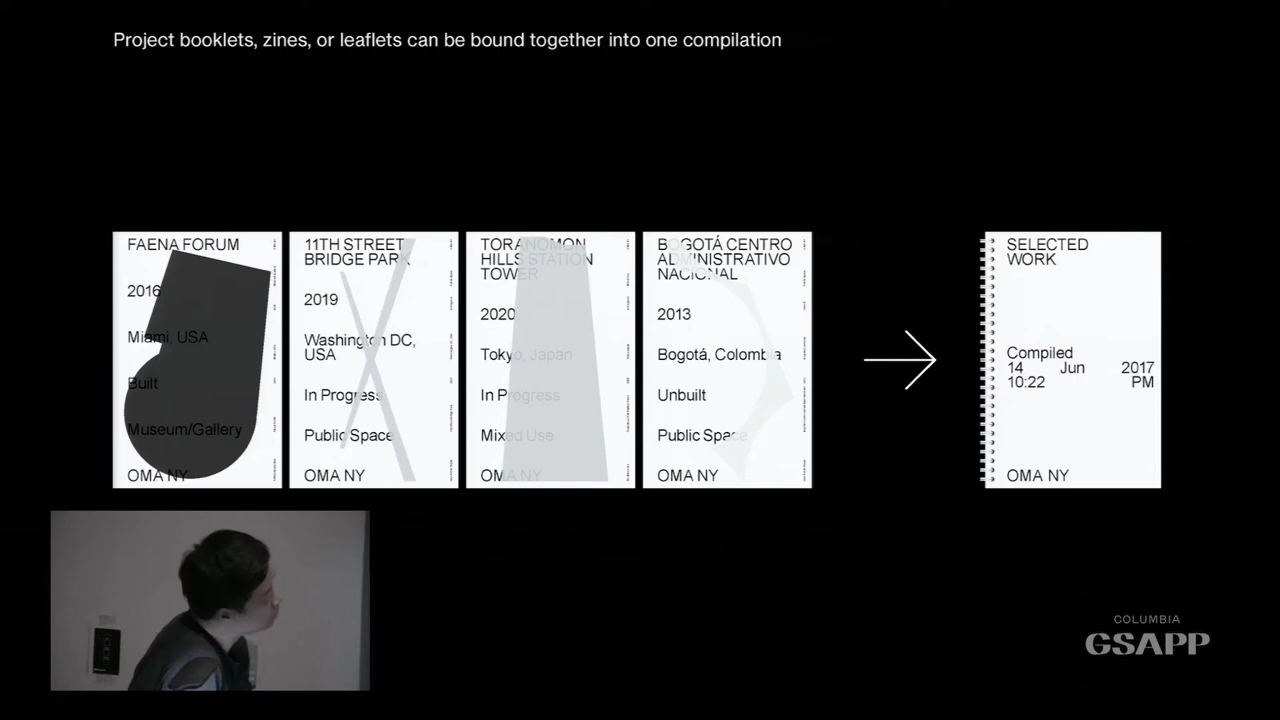 Project booklets, zines, or leaflets can be bound together into one compilation
FAENA FORUM
2016
Miami, USA
Built
Museum/Gallery
OMA NY
11TH STREET
BRIDGE PARK
2019
Washington DC,
USA
In Progress
Public Space
OMA NY
TORANOMON
HILLS STATION
TOWER
2020
Tokyo, Japan
In Progress
Mixed Use
OMA NY
BOGOTÁ CENTRO
ADMINISTRATIVO
NACIONAL
2013
Bogotá, Colombia
Unbuilt
Public Space
OMA NY
SELECTED
WORK
Compiled
14 Jun 2017
10:22 PM
OMA NY
COLUMBIA
GSAPP